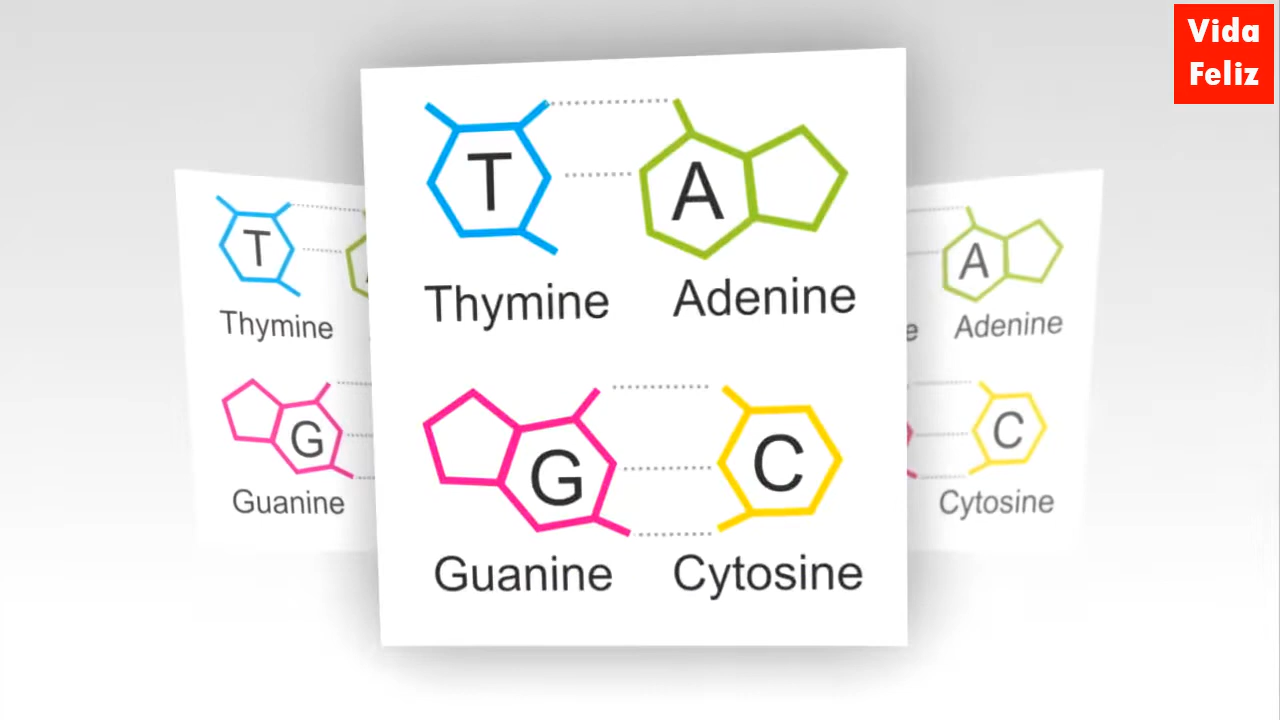 Vida
Feliz
T A
Thymine Adenine
G C
Guanine Cytosine
T
Thymine
G
Guanine
A
e Adenine
C
Cytosine